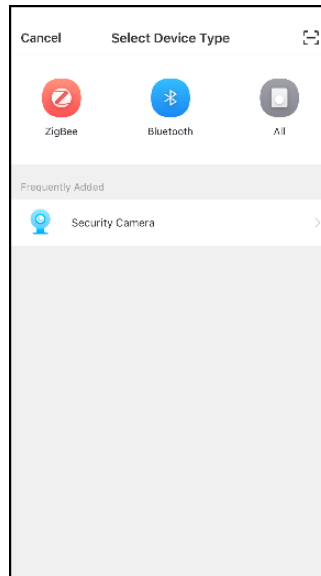 Cancel Select Device Type
ZigBee Bluetooth All
Frequently Added
Security Camera